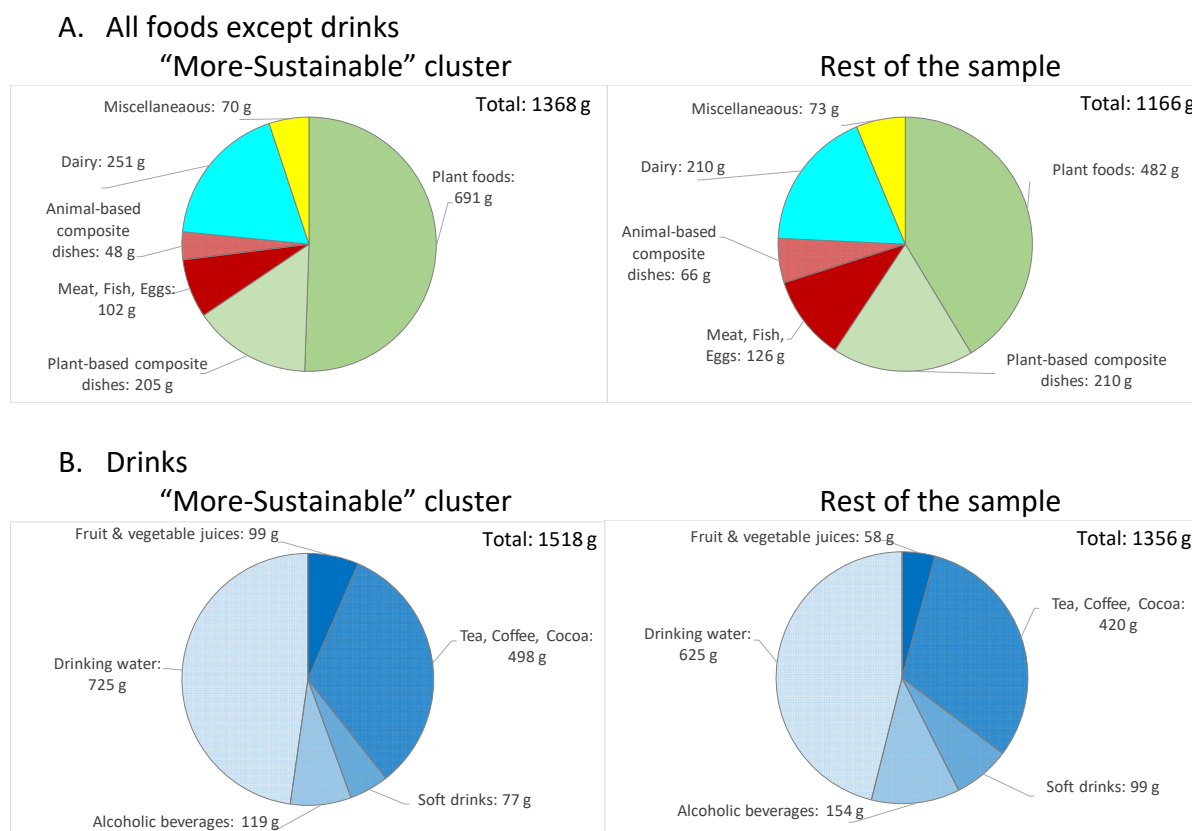 A. All foods except drinks
“More-Sustainable” cluster
Rest of the sample
Total: 1368 g
Miscellaneaous: 70 g
Dairy: 251 g
Animal-based
composite
dishes: 48 g
Meat, Fish, Eggs:
102 g
Plant-based composite
dishes: 205 g
Plant foods:
691 g
Total: 1166 g
Miscellaneaous: 73 g
Dairy: 210 g
Animal-based
composite
dishes: 66 g
Meat, Fish,
Eggs: 126 g
Plant-based composite
dishes: 210 g
Plant foods: 482 g
B. Drinks
“More-Sustainable” cluster
Rest of the sample
Fruit & vegetable juices: 99 g
Total: 1518 g
Tea, Coffee, Cocoa:
498 g
Drinking water:
725 g
Soft drinks: 77 g
Alcoholic beverages: 119 g
Fruit & vegetable juices: 58 g
Total: 1356 g
Tea, Coffee, Cocoa:
420 g
Drinking water:
625 g
Soft drinks: 99 g
Alcoholic beverages: 154 g